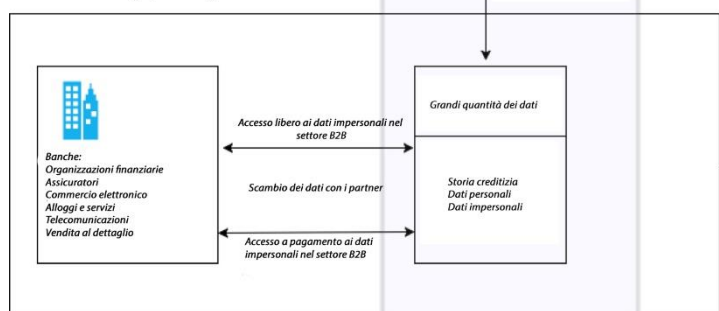 Grandi quantità dei dati
Accesso libero ai dati impersonali nel
settore B2B
Banche:
Organizzazioni finanziarie
Assicuratori
Commercio elettronico
Alloggi e servizi
Telecomunicazioni
Vendita al dettaglio
Scambio dei dati con i partner
Storia creditizia
Dati personali
Dati impersonali
Accesso a pagamento ai dati
impersonali nel settore B2B